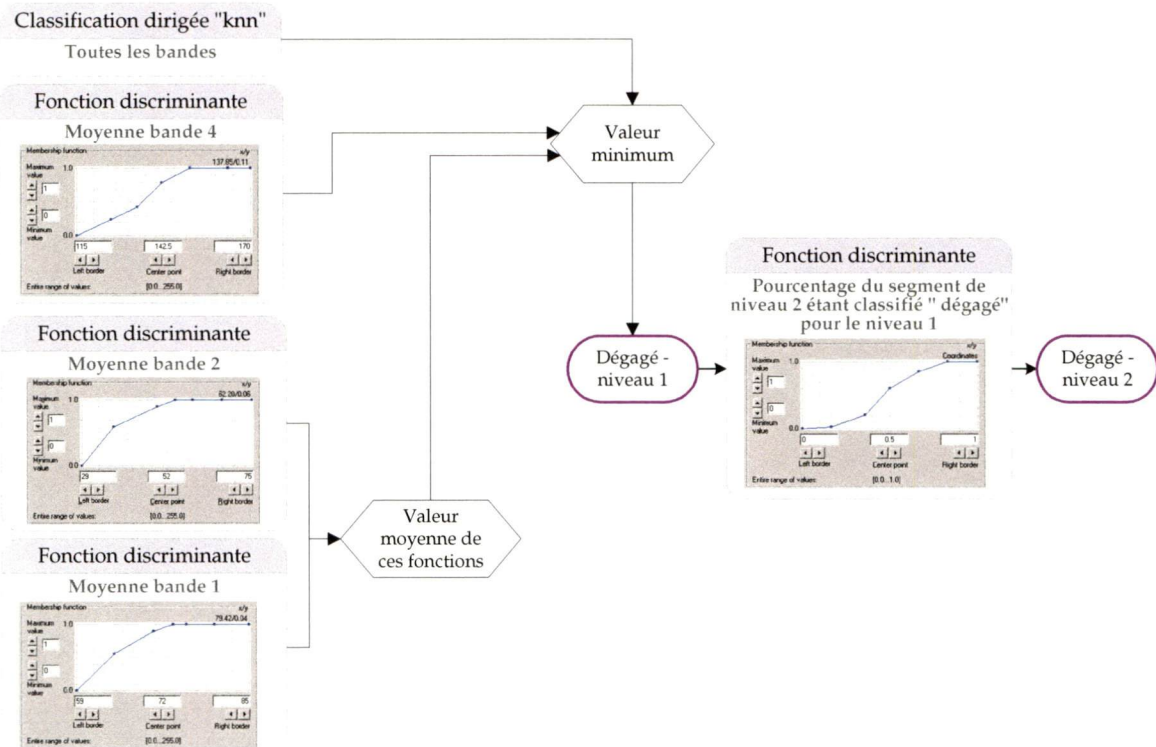 Classification dirigée "knn"
Toutes les bandes
Fonction discriminante
Moyenne bande 4
Membership function
x/y
137.85/0.11
Maximum
value
1.0
1
0
Minimum
value
0.0
115
142.5
170
Left border
Center point
Right border
Entire range of values:
[0.0...255.0]
Fonction discriminante
Moyenne bande 2
Membership function
x/y
62.29/0.06
Maximum
value
1.0
1
0
Minimum
value
0.0
29
52
75
Left border
Center point
Right border
Entire range of values:
[0.0...255.0]
Fonction discriminante
Moyenne bande 1
Membership function
x/y
79.42/0.04
Maximum
value
1.0
1
0
Minimum
value
0.0
59
72
85
Left border
Center point
Right border
Entire range of values:
[0.0...255.0]
Valeur
moyenne de
ces fonctions
Valeur
minimum
Dégagé -
niveau 1
Fonction discriminante
Pourcentage du segment de
niveau 2 étant classifié " dégagé"
pour le niveau 1
Membership function
x/y
Coordinates
Maximum
value
1.0
1
0
Minimum
value
0.0
0
0.5
1
Left border
Center point
Right border
Entire range of values:
[0.0...1.0]
Dégagé -
niveau 2